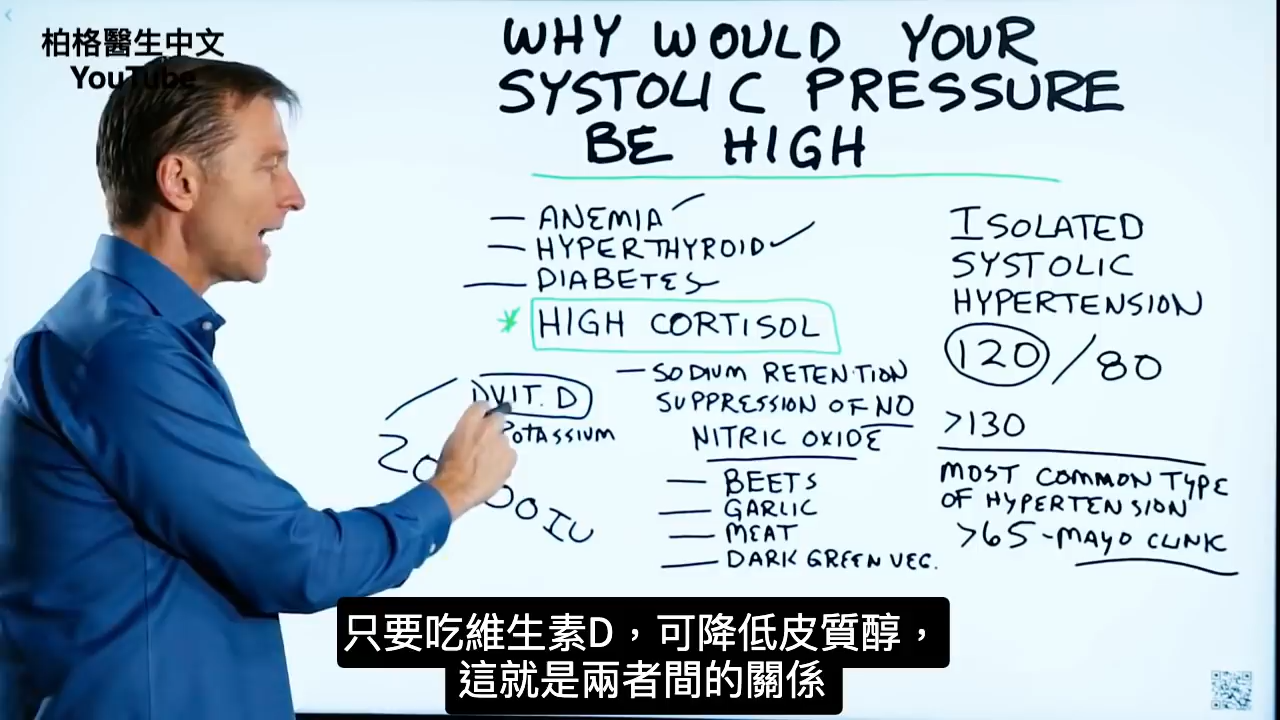 柏格醫生中文
YouTube
WHY WOULD YOUR
SYSTOLIC PRESSURE
BE HIGH
— ANEMIA
— HYPERTHYROID
— DIABETES
* HIGH CORTISOL
— SODIUM RETENTION
SUPPRESSION OF NO
NITRIC OXIDE
— BEETS
— GARLIC
— MEAT
— DARK GREEN VEG.
VIT. D
POTASSIUM
ISOLATED
SYSTOLIC
HYPERTENSION
120/80
>130
MOST COMMON TYPE
OF HYPERTENSION
>65-MAYO CLINIC
只要吃維生素D，可降低皮質醇，
這就是兩者間的關係